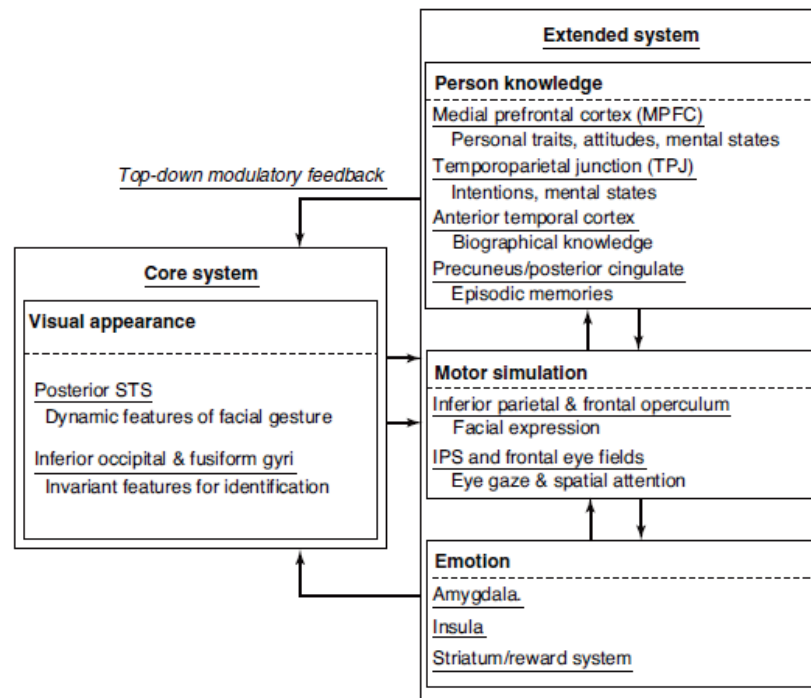 Extended system
Person knowledge
Medial prefrontal cortex (MPFC)
Personal traits, attitudes, mental states
Temporoparietal junction (TPJ)
Intentions, mental states
Anterior temporal cortex
Biographical knowledge
Precuneus/posterior cingulate
Episodic memories
Top-down modulatory feedback
Core system
Visual appearance
Posterior STS
Dynamic features of facial gesture
Inferior occipital & fusiform gyri
Invariant features for identification
Motor simulation
Inferior parietal & frontal operculum
Facial expression
IPS and frontal eye fields
Eye gaze & spatial attention
Emotion
Amygdala.
Insula
Striatum/reward system